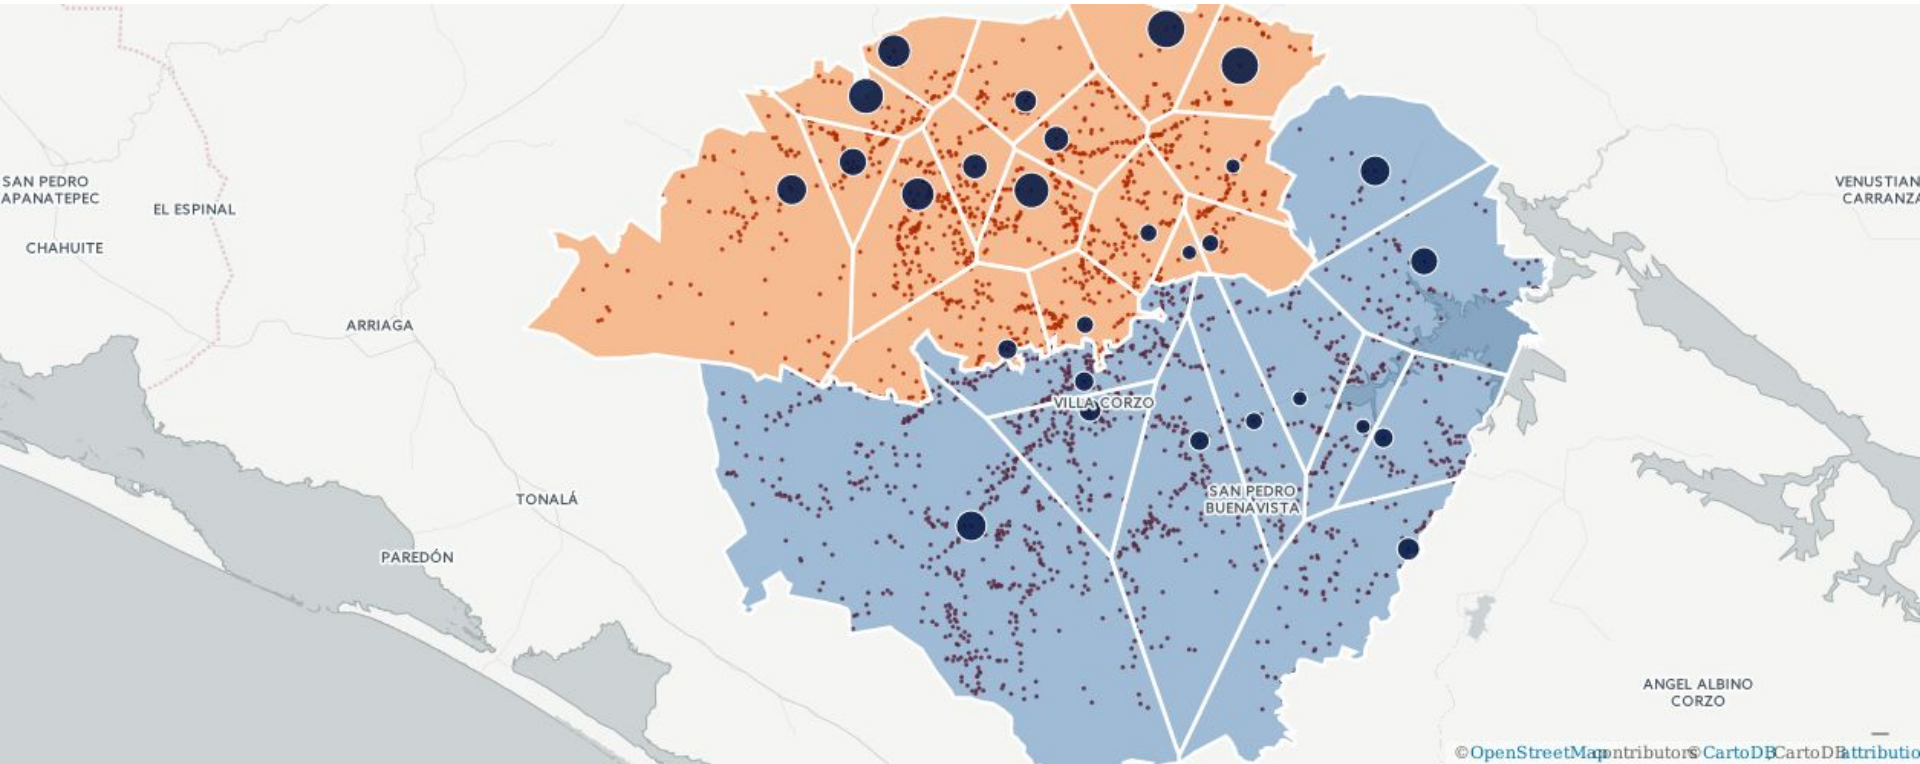 SAN PEDRO
APANATEPEC
EL ESPINAL
CHAHUITE
ARRIAGA
TONALÁ
PAREDÓN
VILLA CORZO
SAN PEDRO
BUENAVISTA
VENUSTIAN
CARRANZA
ANGEL ALBINO
CORZO
©OpenStreetMap contributors © CartoDB CartoDB attributio